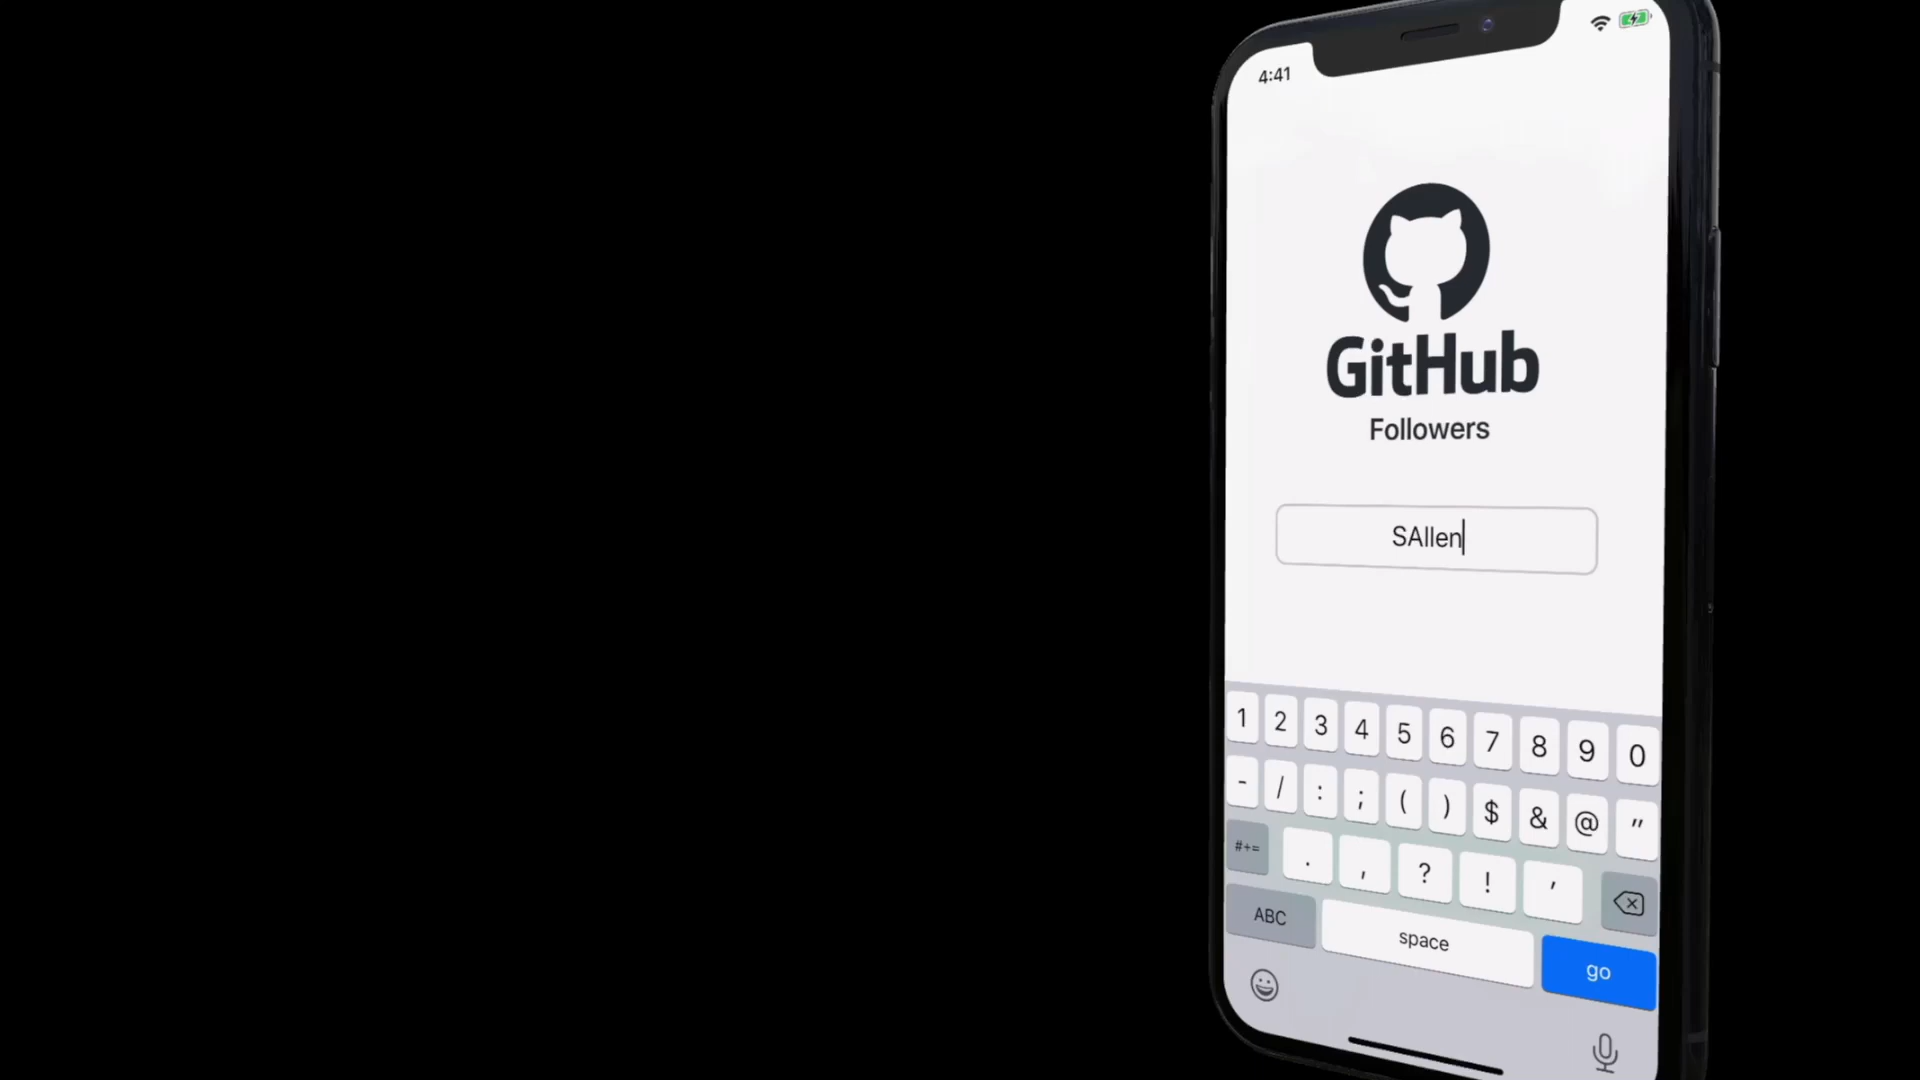 4:41
GitHub
Followers
SAllen
1 2 3 4 5 6 7 8 9 0
- / : ; ( ) $ & @ "
#+= . , ? ! '
ABC space go